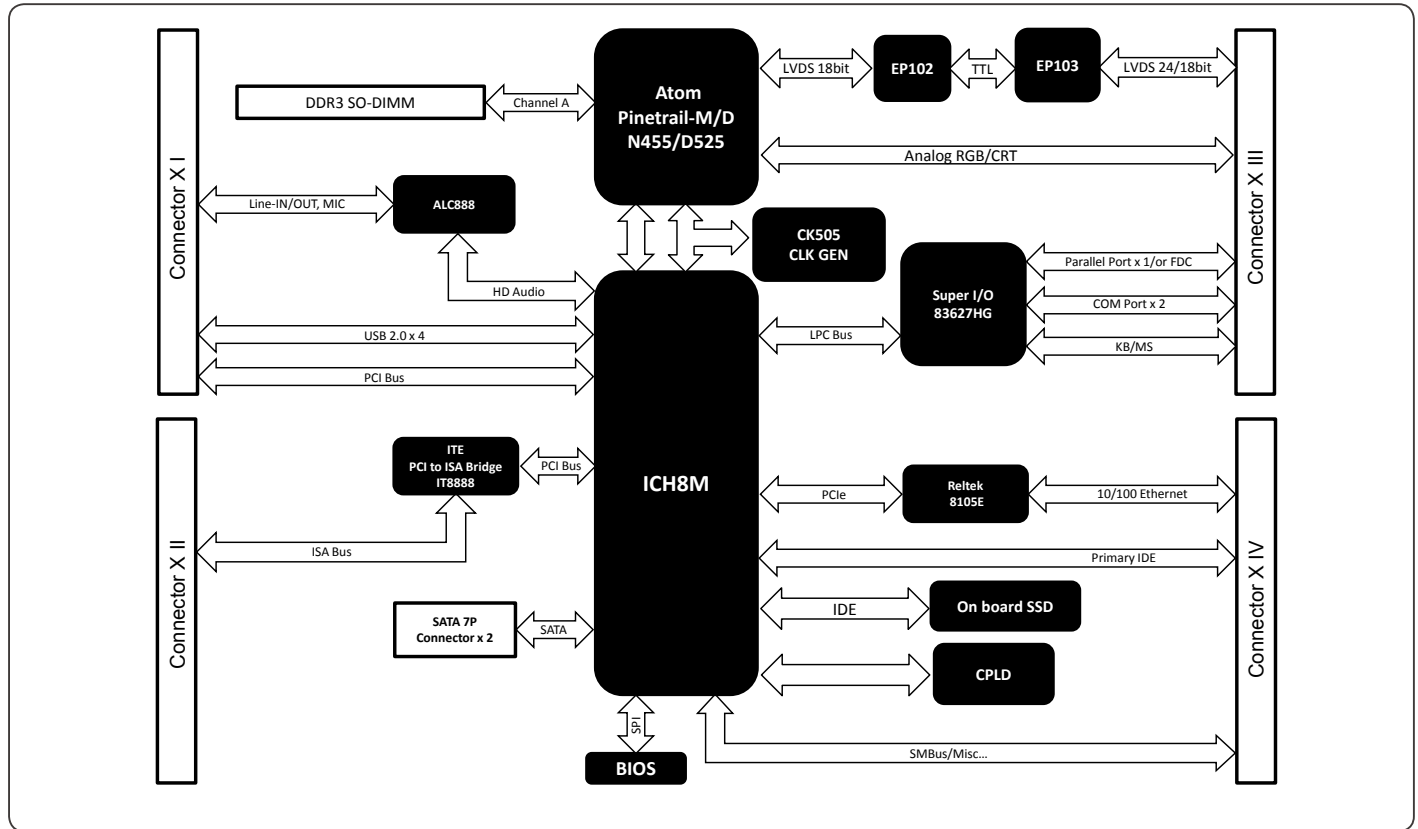 Connector X I
DDR3 SO-DIMM
Channel A
Atom
Pinetrail-M/D
N455/D525
LVDS 18bit
EP102
TTL
EP103
LVDS 24/18bit
Analog RGB/CRT
Connector X III
Line-IN/OUT, MIC
ALC888
HD Audio
CK505
CLK GEN
Super I/O
83627HG
Parallel Port x 1/or FDC
COM Port x 2
KB/MS
LPC Bus
USB 2.0 x 4
PCI Bus
Connector X II
ITE
PCI to ISA Bridge
IT8888
PCI Bus
ISA Bus
ICH8M
SATA 7P
Connector x 2
SATA
PCIe
Reltek
8105E
10/100 Ethernet
Primary IDE
IDE
On board SSD
CPLD
Connector X IV
SPI
BIOS
SMBus/Misc...